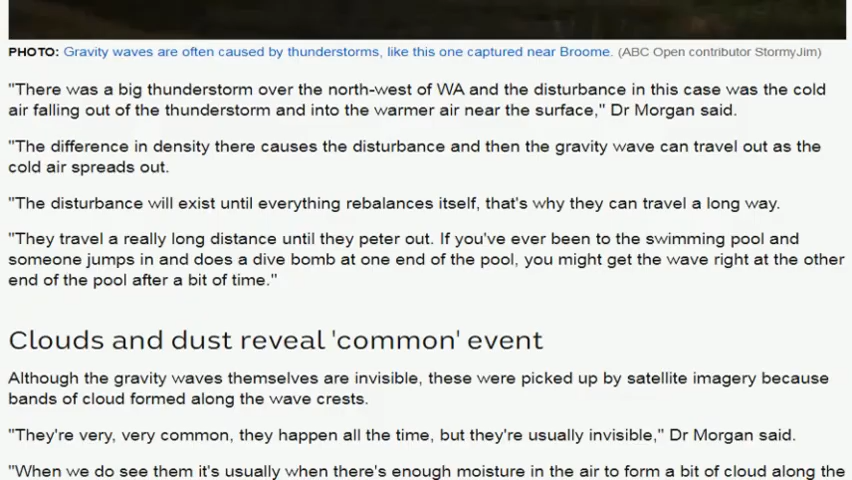 PHOTO: Gravity waves are often caused by thunderstorms, like this one captured near Broome. (ABC Open contributor StormyJim)
"There was a big thunderstorm over the north-west of WA and the disturbance in this case was the cold
air falling out of the thunderstorm and into the warmer air near the surface," Dr Morgan said.
"The difference in density there causes the disturbance and then the gravity wave can travel out as the
cold air spreads out.
"The disturbance will exist until everything rebalances itself, that's why they can travel a long way.
"They travel a really long distance until they peter out. If you've ever been to the swimming pool and
someone jumps in and does a dive bomb at one end of the pool, you might get the wave right at the other
end of the pool after a bit of time."
Clouds and dust reveal 'common' event
Although the gravity waves themselves are invisible, these were picked up by satellite imagery because
bands of cloud formed along the wave crests.
"They're very, very common, they happen all the time, but they're usually invisible," Dr Morgan said.
"When we do see them it's usually when there's enough moisture in the air to form a bit of cloud along the